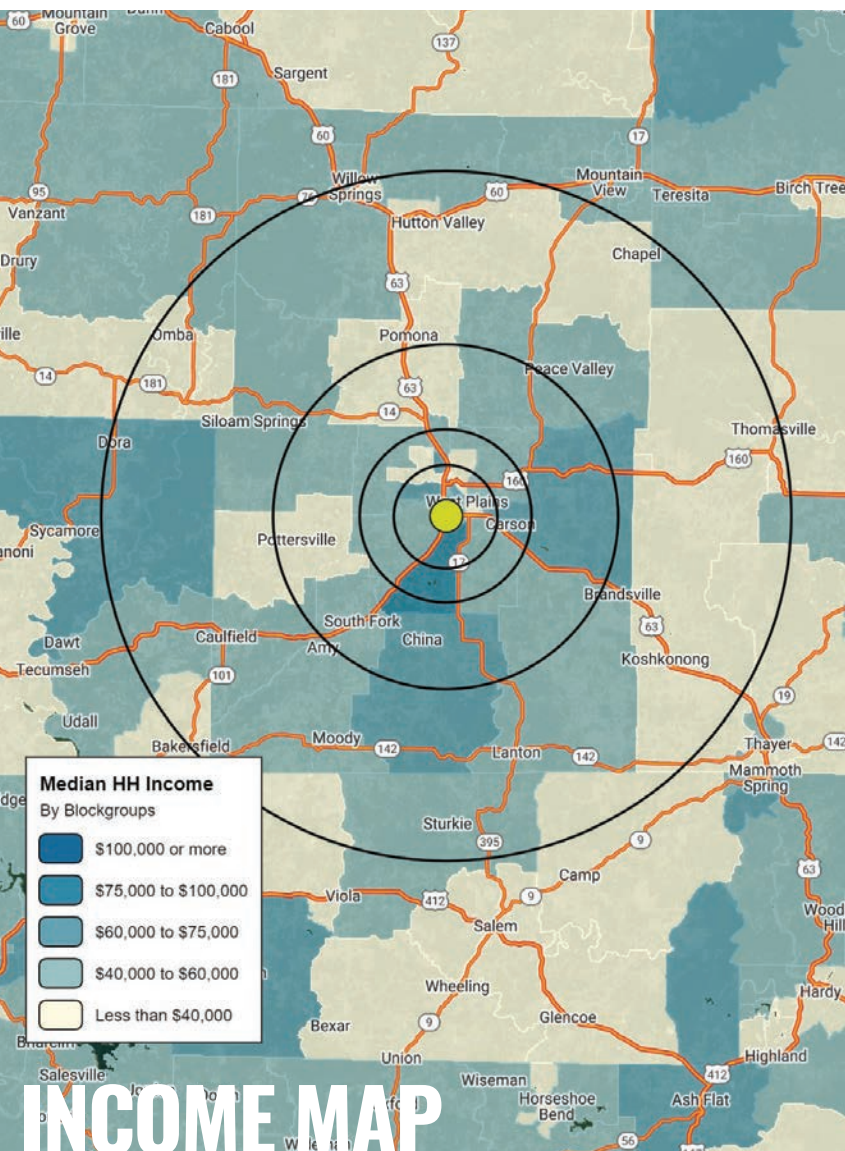 60
Mountain
Grove
Cabool
137
181
Sargent
60
17
95
Vanzant
181
76
Willow
Springs
60
Mountain
View
Teresita
Birch Tree
Hutton Valley
Drury
Chapel
63
Omba
Pomona
Peace Valley
14
181
63
14
Siloam Springs
Dora
Thomasville
160
160
West Plains
Carson
Sycamore
Pottersville
17
Brandsville
South Fork
63
Dawt
Caulfield
Amy
China
Koshkonong
Tecumseh
101
19
Udall
Moody
142
Lanton
142
Thayer
142
Bakersfield
Mammoth
Spring
Median HH Income
By Blockgroups
$100,000 or more
$75,000 to $100,000
$60,000 to $75,000
$40,000 to $60,000
Less than $40,000
Sturkie
395
9
63
Camp
Viola
412
9
Salem
Wood
Hill
Wheeling
Hardy
Bexar
9
Glencoe
Union
Highland
Salesville
Wiseman
412
Horseshoe
Bend
Ash Flat
56
INCOME MAP